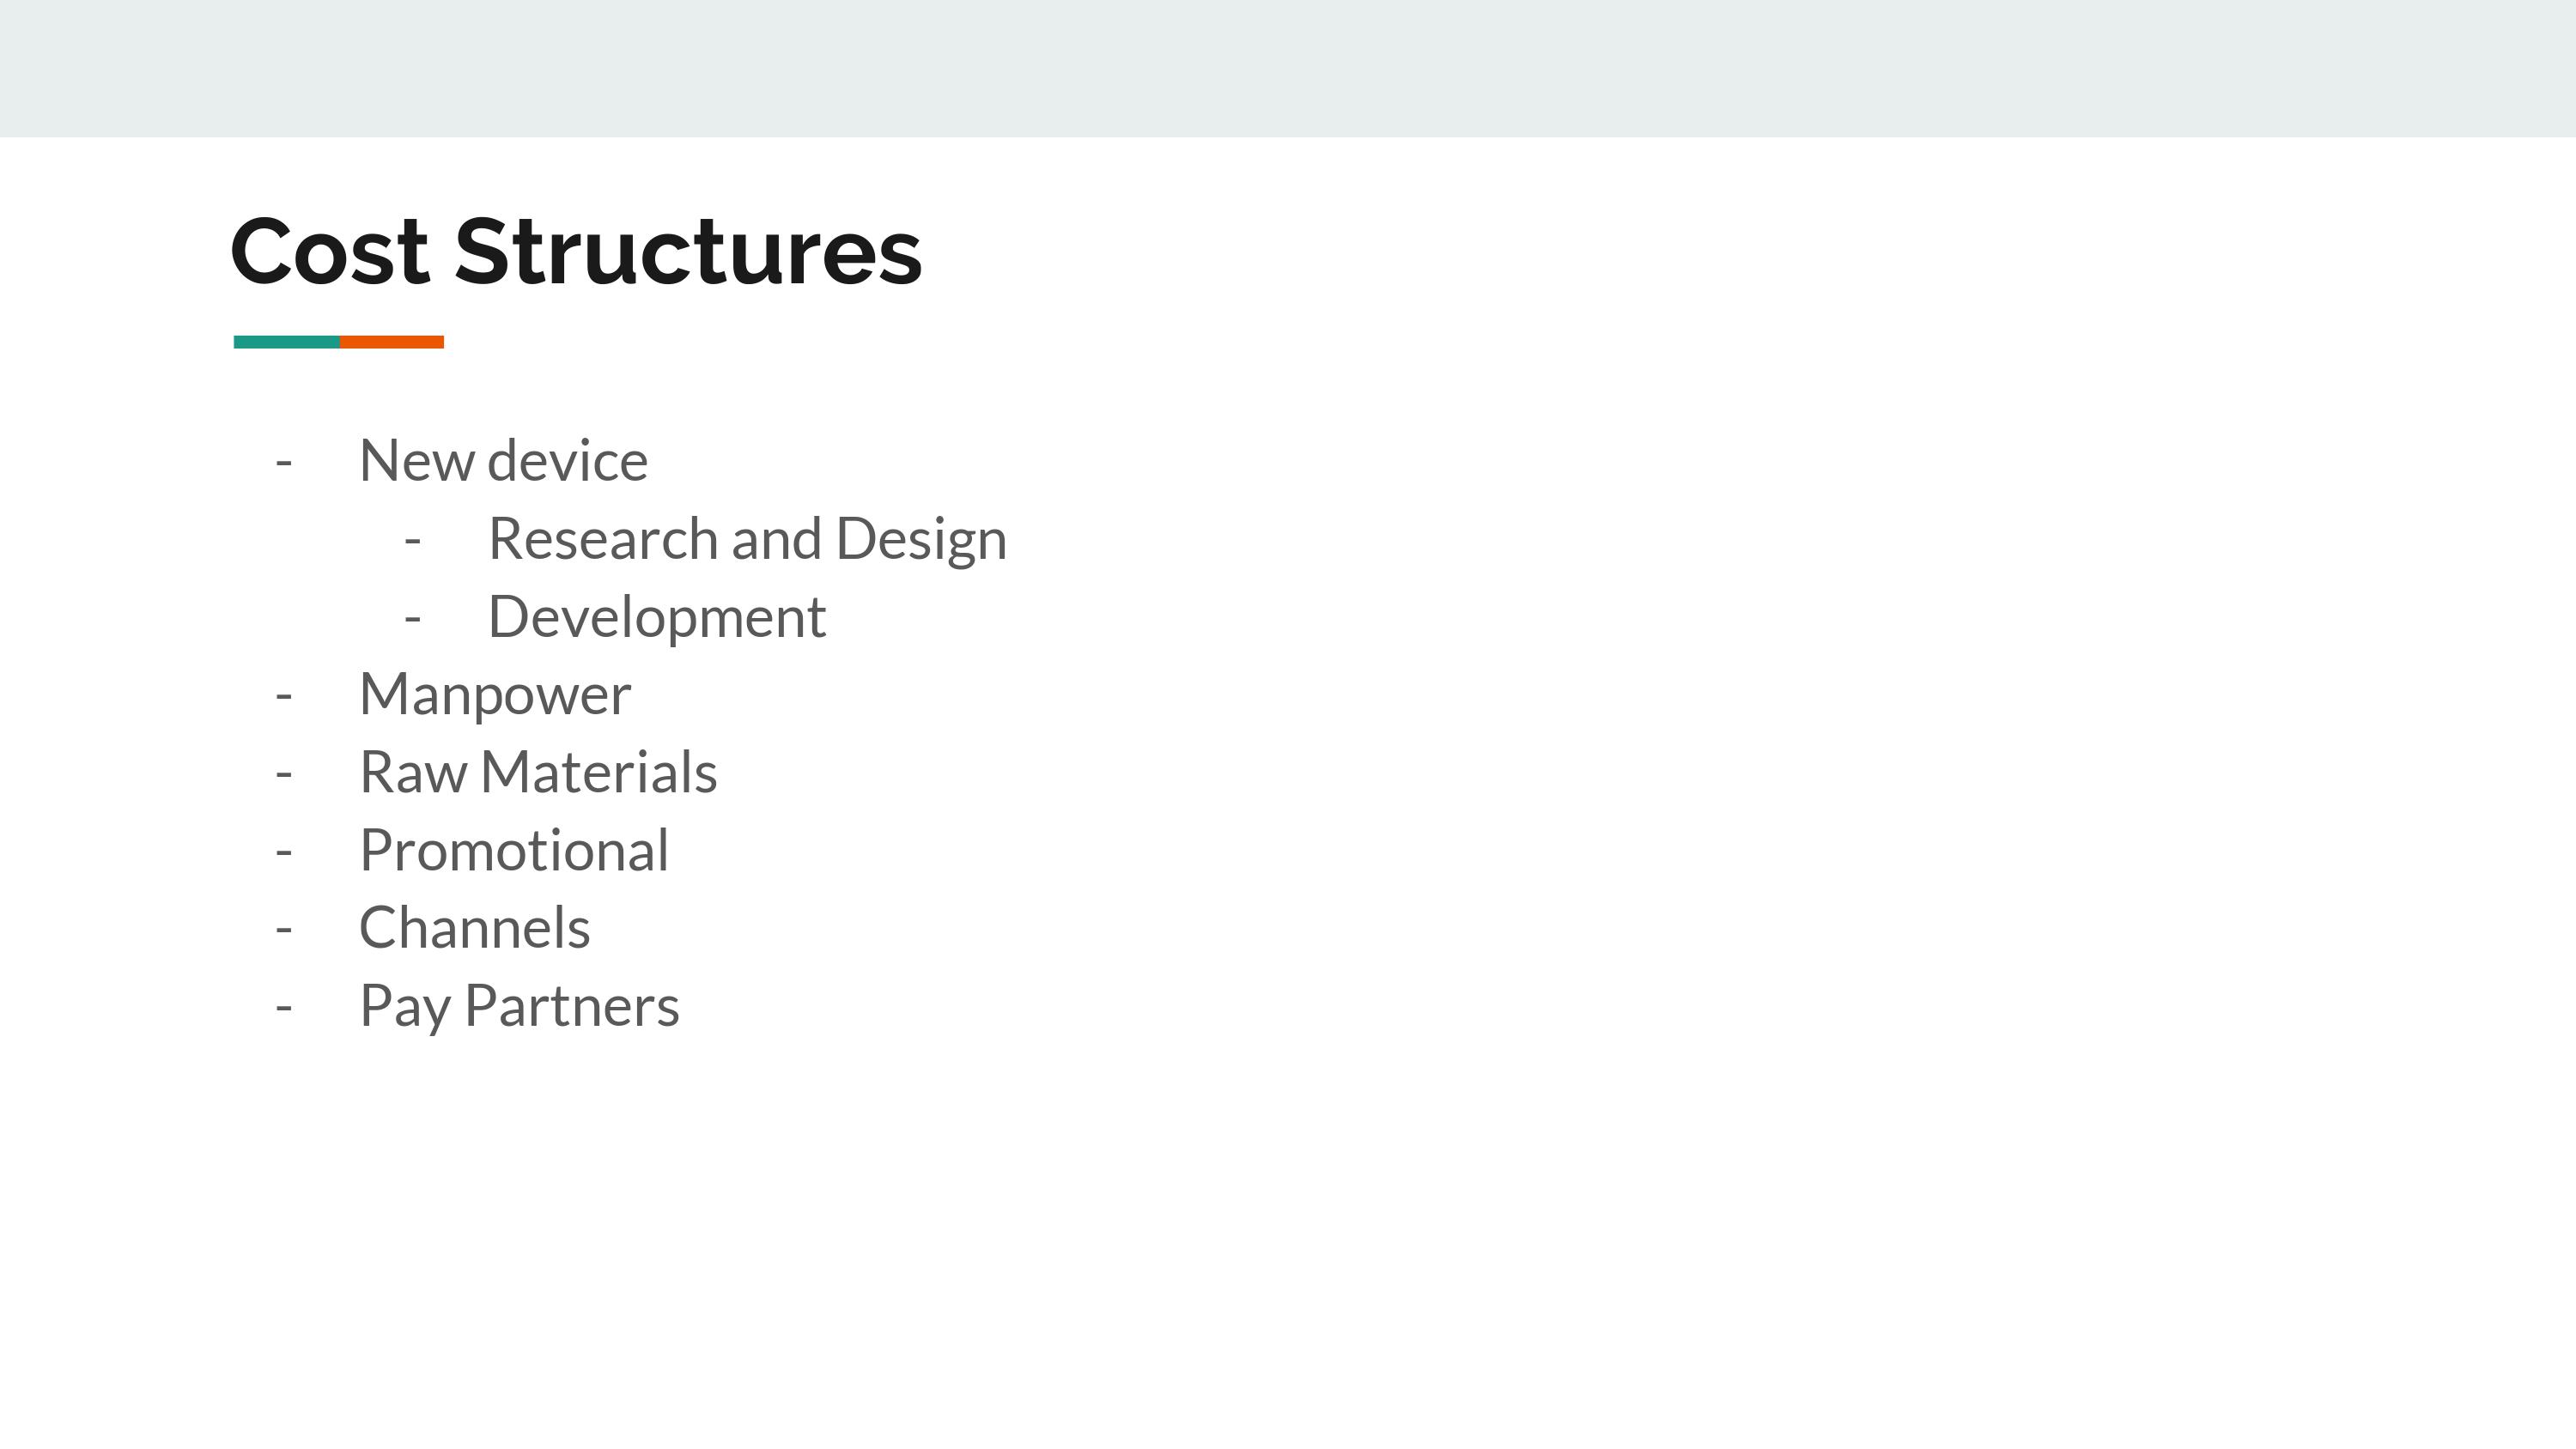 Cost Structures
- New device
- Research and Design
- Development
- Manpower
- Raw Materials
- Promotional
- Channels
- Pay Partners